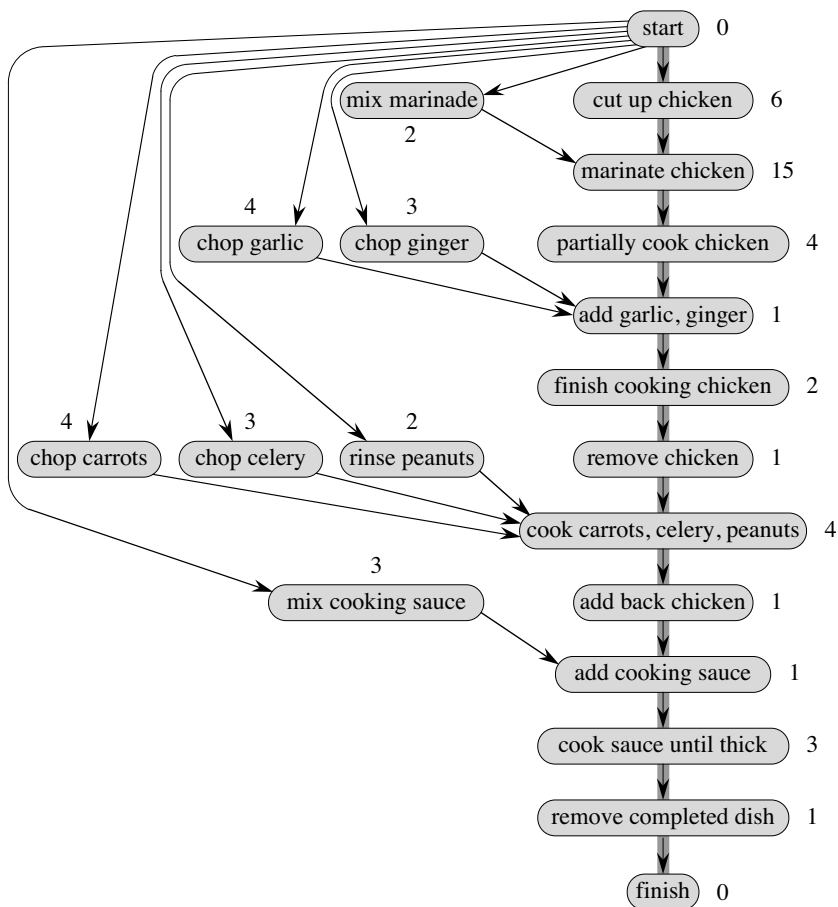 start 0
mix marinade cut up chicken 6
2
marinate chicken 15
4 3
chop garlic chop ginger partially cook chicken 4
add garlic, ginger 1
finish cooking chicken 2
4 3 2
chop carrots chop celery rinse peanuts remove chicken 1
cook carrots, celery, peanuts 4
3
mix cooking sauce add back chicken 1
add cooking sauce 1
cook sauce until thick 3
remove completed dish 1
finish 0